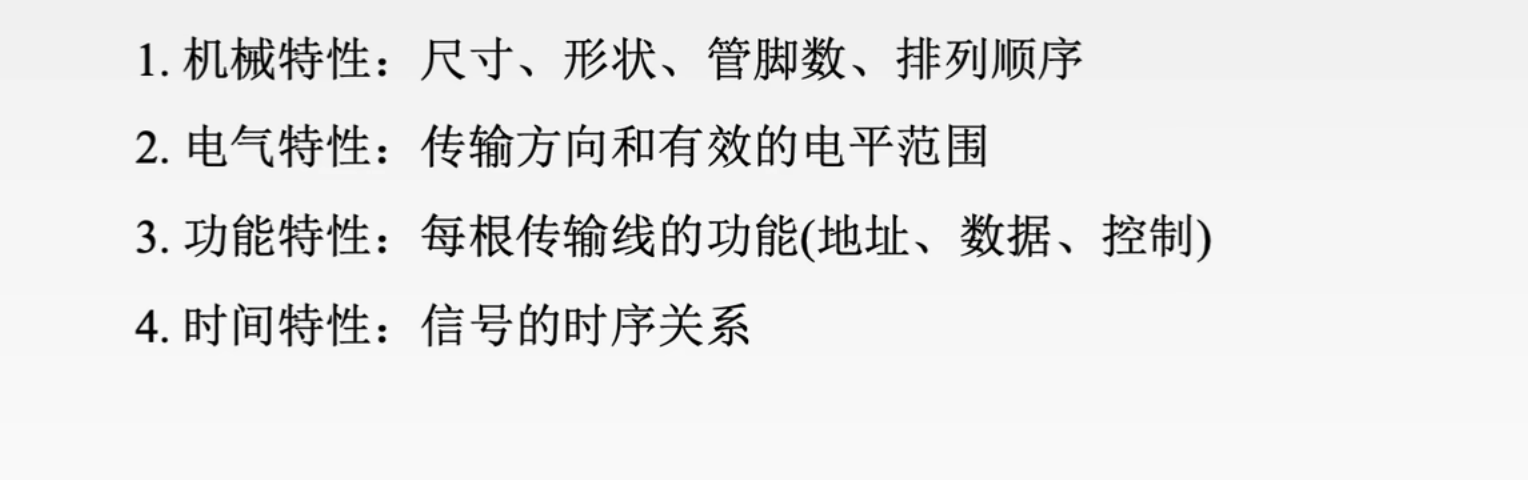 1. 机械特性：尺寸、形状、管脚数、排列顺序
2. 电气特性：传输方向和有效的电平范围
3. 功能特性：每根传输线的功能(地址、数据、控制)
4. 时间特性：信号的时序关系